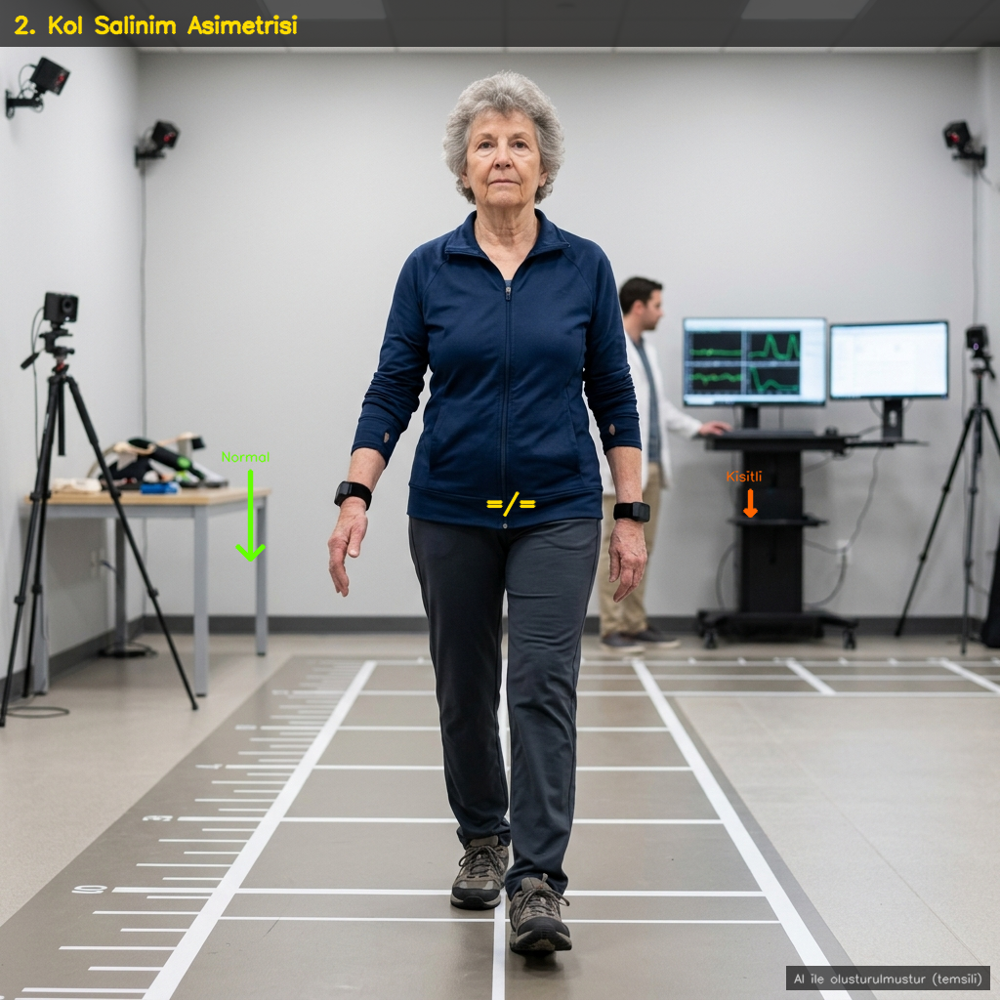 2. Kol Salinim Asimetrisi
Normal
Kisitli
=/=
AI ile olusturulmustur (temsili)